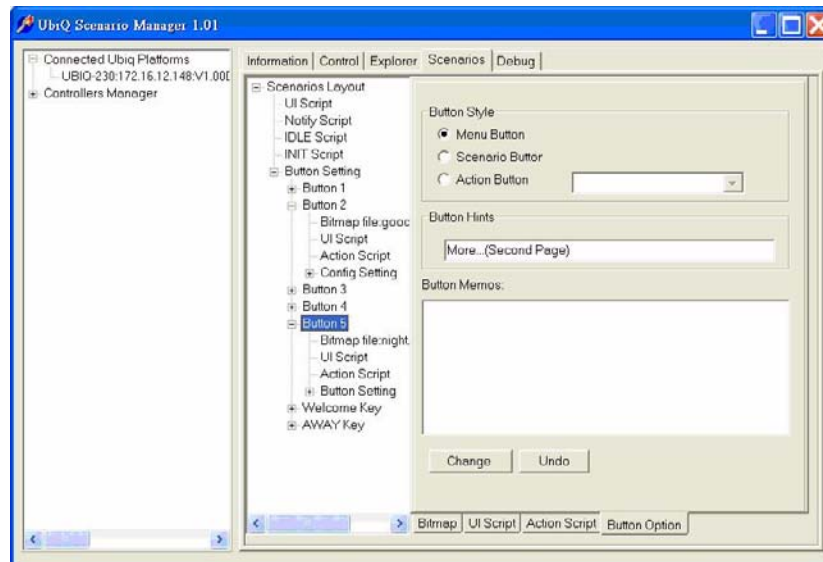 UbiQ Scenario Manager 1.01
Connected Ubiq Platforms
UBIQ-230:172.16.12.148:V1.00
Controllers Manager
Information
Control
Explorer
Scenarios
Debug
Scenarios Layout
UI Script
Notify Script
IDLE Script
INIT Script
Button Setting
Button 1
Button 2
Bitmap file:gooc
UI Script
Action Script
Config Setting
Button 3
Button 4
Button 5
Bitmap file:night.
UI Script
Action Script
Button Setting
Welcome Key
AWAY Key
Button Style
Menu Button
Scenario Buttor
Action Button
Button Hints
More...(Second Page)
Button Memos:
Change
Undo
Bitmap
UI Script
Action Script
Button Option